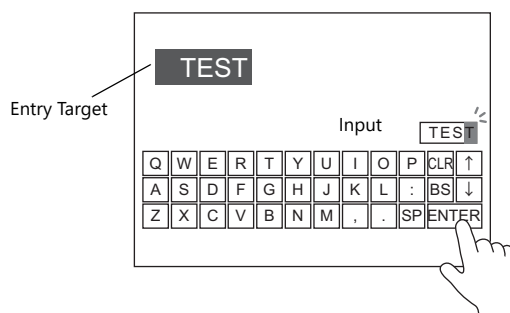 TEST
Entry Target
Input
TEST
Q W E R T Y U I O P CLR ↑
A S D F G H J K L : BS ↓
Z X C V B N M , . SP ENTER